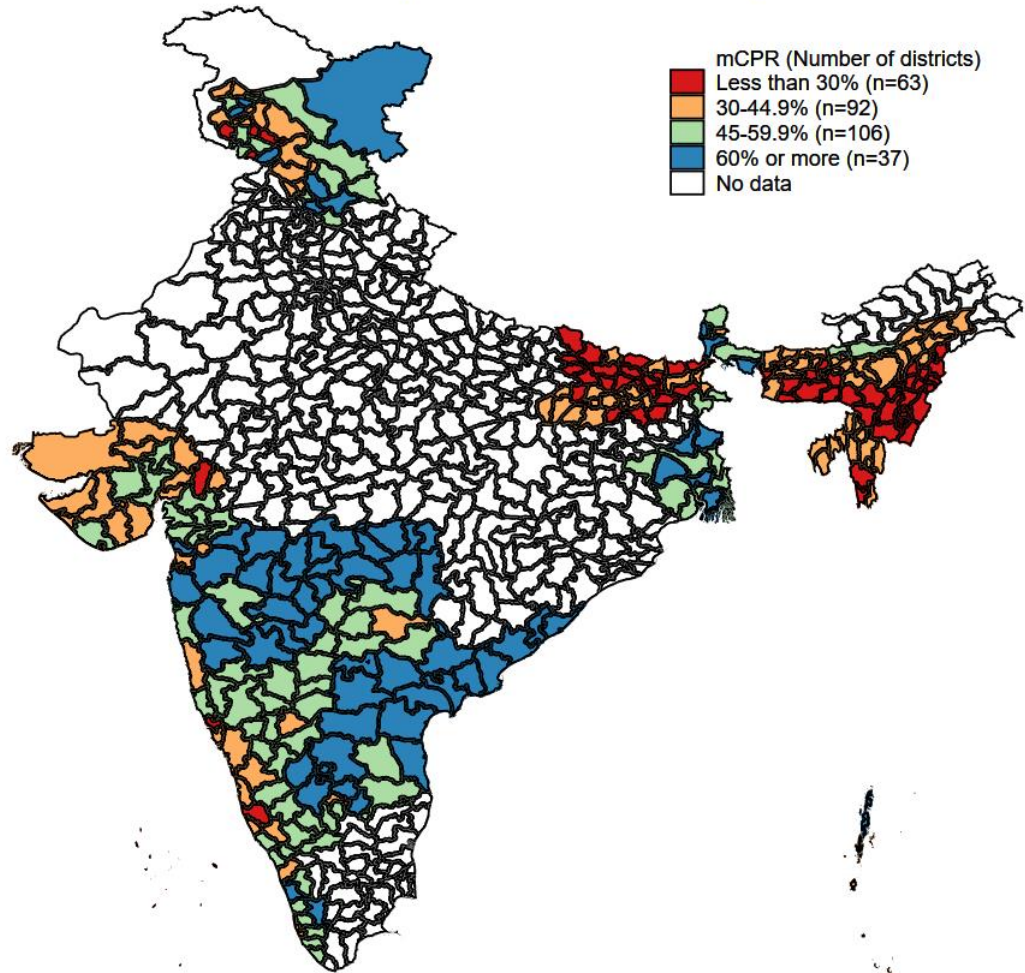 mCPR (Number of districts)
Less than 30% (n=63)
30-44.9% (n=92)
45-59.9% (n=106)
60% or more (n=37)
No data